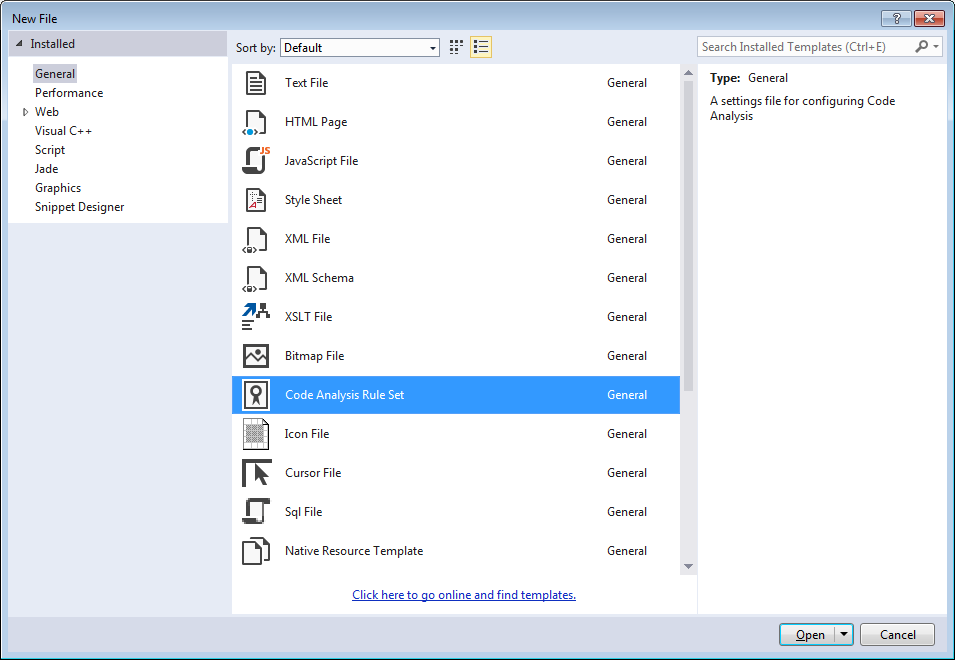 New File
Installed
General
Performance
Web
Visual C++
Script
Jade
Graphics
Snippet Designer
Sort by: Default
Text File General
HTML Page General
JS
JavaScript File General
Style Sheet General
XML File General
XML Schema General
XSLT File General
Bitmap File General
Code Analysis Rule Set General
Icon File General
Cursor File General
Sql File General
Native Resource Template General
Click here to go online and find templates.
Search Installed Templates (Ctrl+E)
Type: General
A settings file for configuring Code
Analysis
Open Cancel